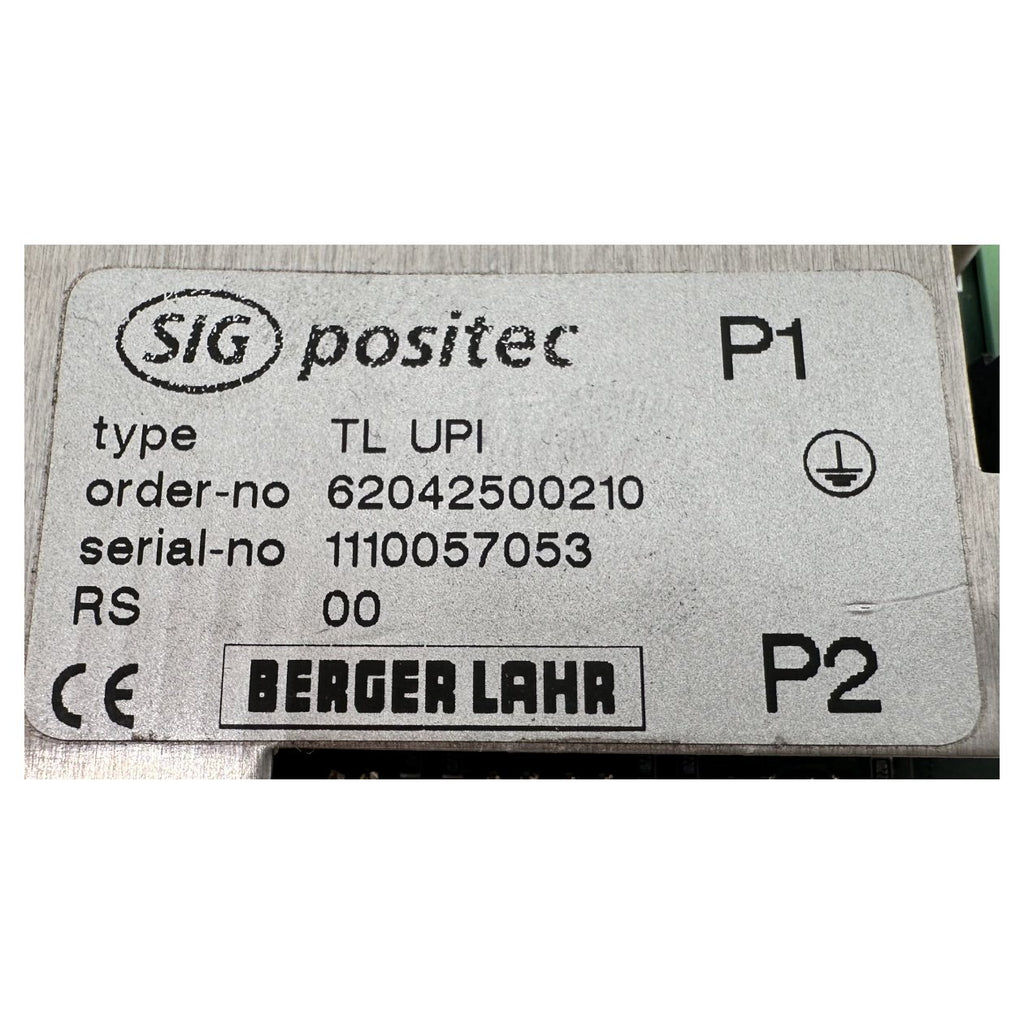 SIG positec P1
type TL UPI
order-no 62042500210
serial-no 1110057053
RS 00
CE BERGER LAHR P2